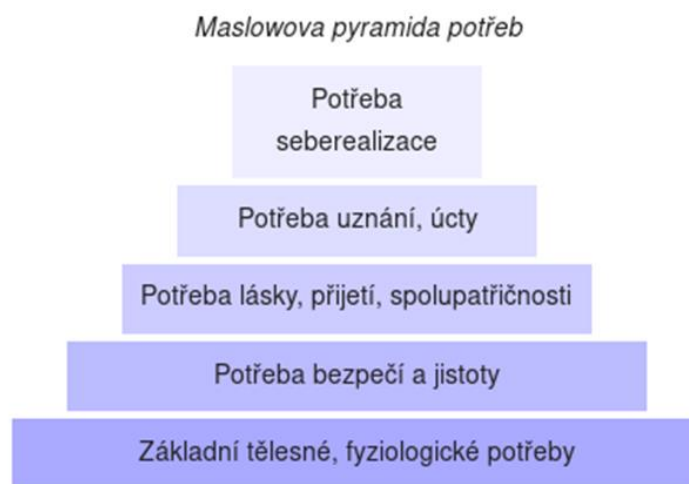 Maslowova pyramida potřeb
Potřeba
seberealizace
Potřeba uznání, úcty
Potřeba lásky, přijetí, spolupatřičnosti
Potřeba bezpečí a jistoty
Základní tělesné, fyziologické potřeby